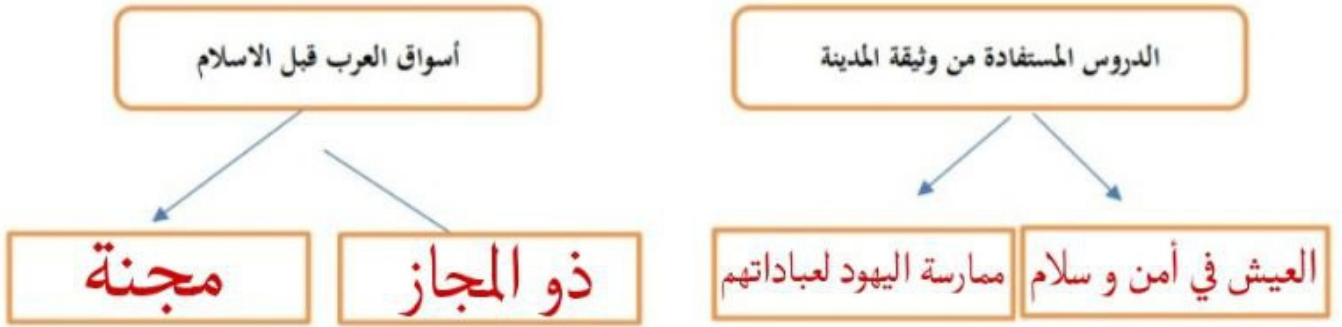 الدروس المستفادة من وثيقة المدينة
أسواق العرب قبل الاسلام
العيش في أمن و سلام
ممارسة اليهود لعباداتهم
ذو المجاز
مجنة